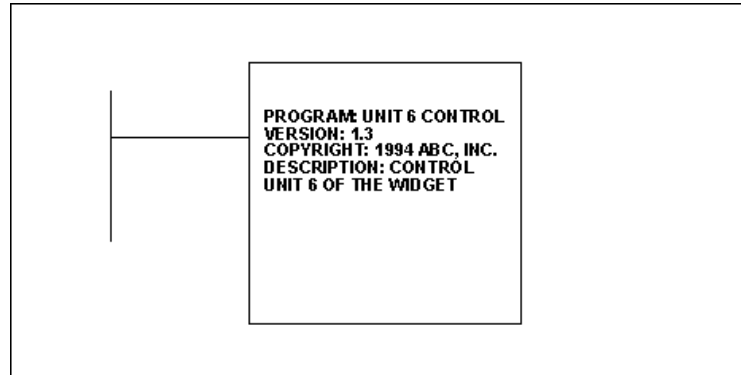 PROGRAM: UNIT 6 CONTROL
VERSION: 1.3
COPYRIGHT: 1994 ABC, INC.
DESCRIPTION: CONTROL
UNIT 6 OF THE WIDGET